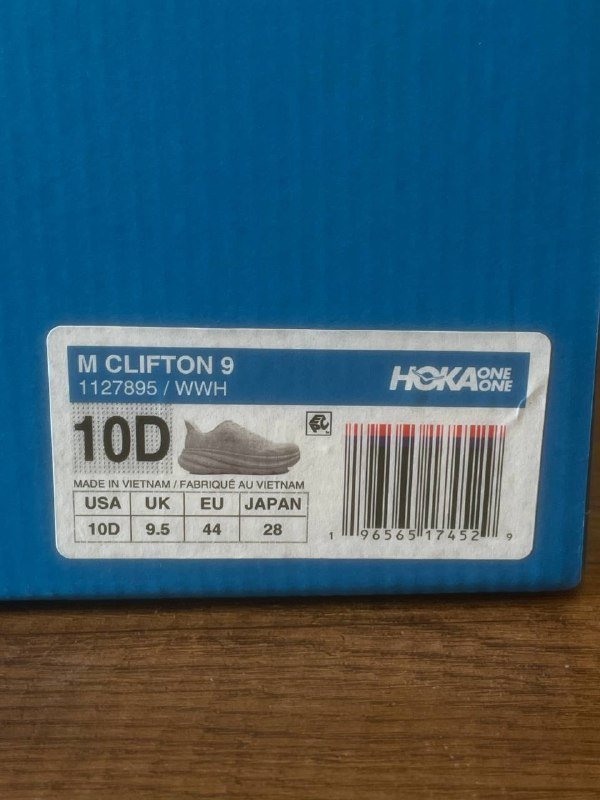 M CLIFTON 9
1127895 / WWH
HOKA ONE ONE
10D
MADE IN VIETNAM / FABRIQUÉ AU VIETNAM
USA UK EU JAPAN
10D 9.5 44 28
1 96565 17452 9